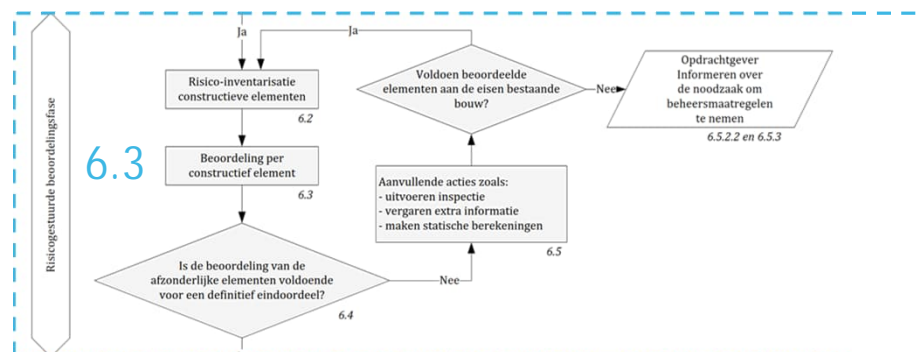 Risicogestuurde beoordelingsfase
6.3
Ja
Ja
Risico-inventarisatie
constructieve elementen
6.2
Beoordeling per
constructief element
6.3
Is de beoordeling van de
afzonderlijke elementen voldoende
voor een definitief eindoordeel?
6.4
Nee
Aanvullende acties zoals:
- uitvoeren inspectie
- vergaren extra informatie
- maken statische berekeningen
6.5
Voldoen beoordeelde
elementen aan de eisen bestaande
bouw?
Nee
Opdrachtgever
Informeren over
de noodzaak om
beheersmaatregelen
te nemen
6.5.2.2 en 6.5.3